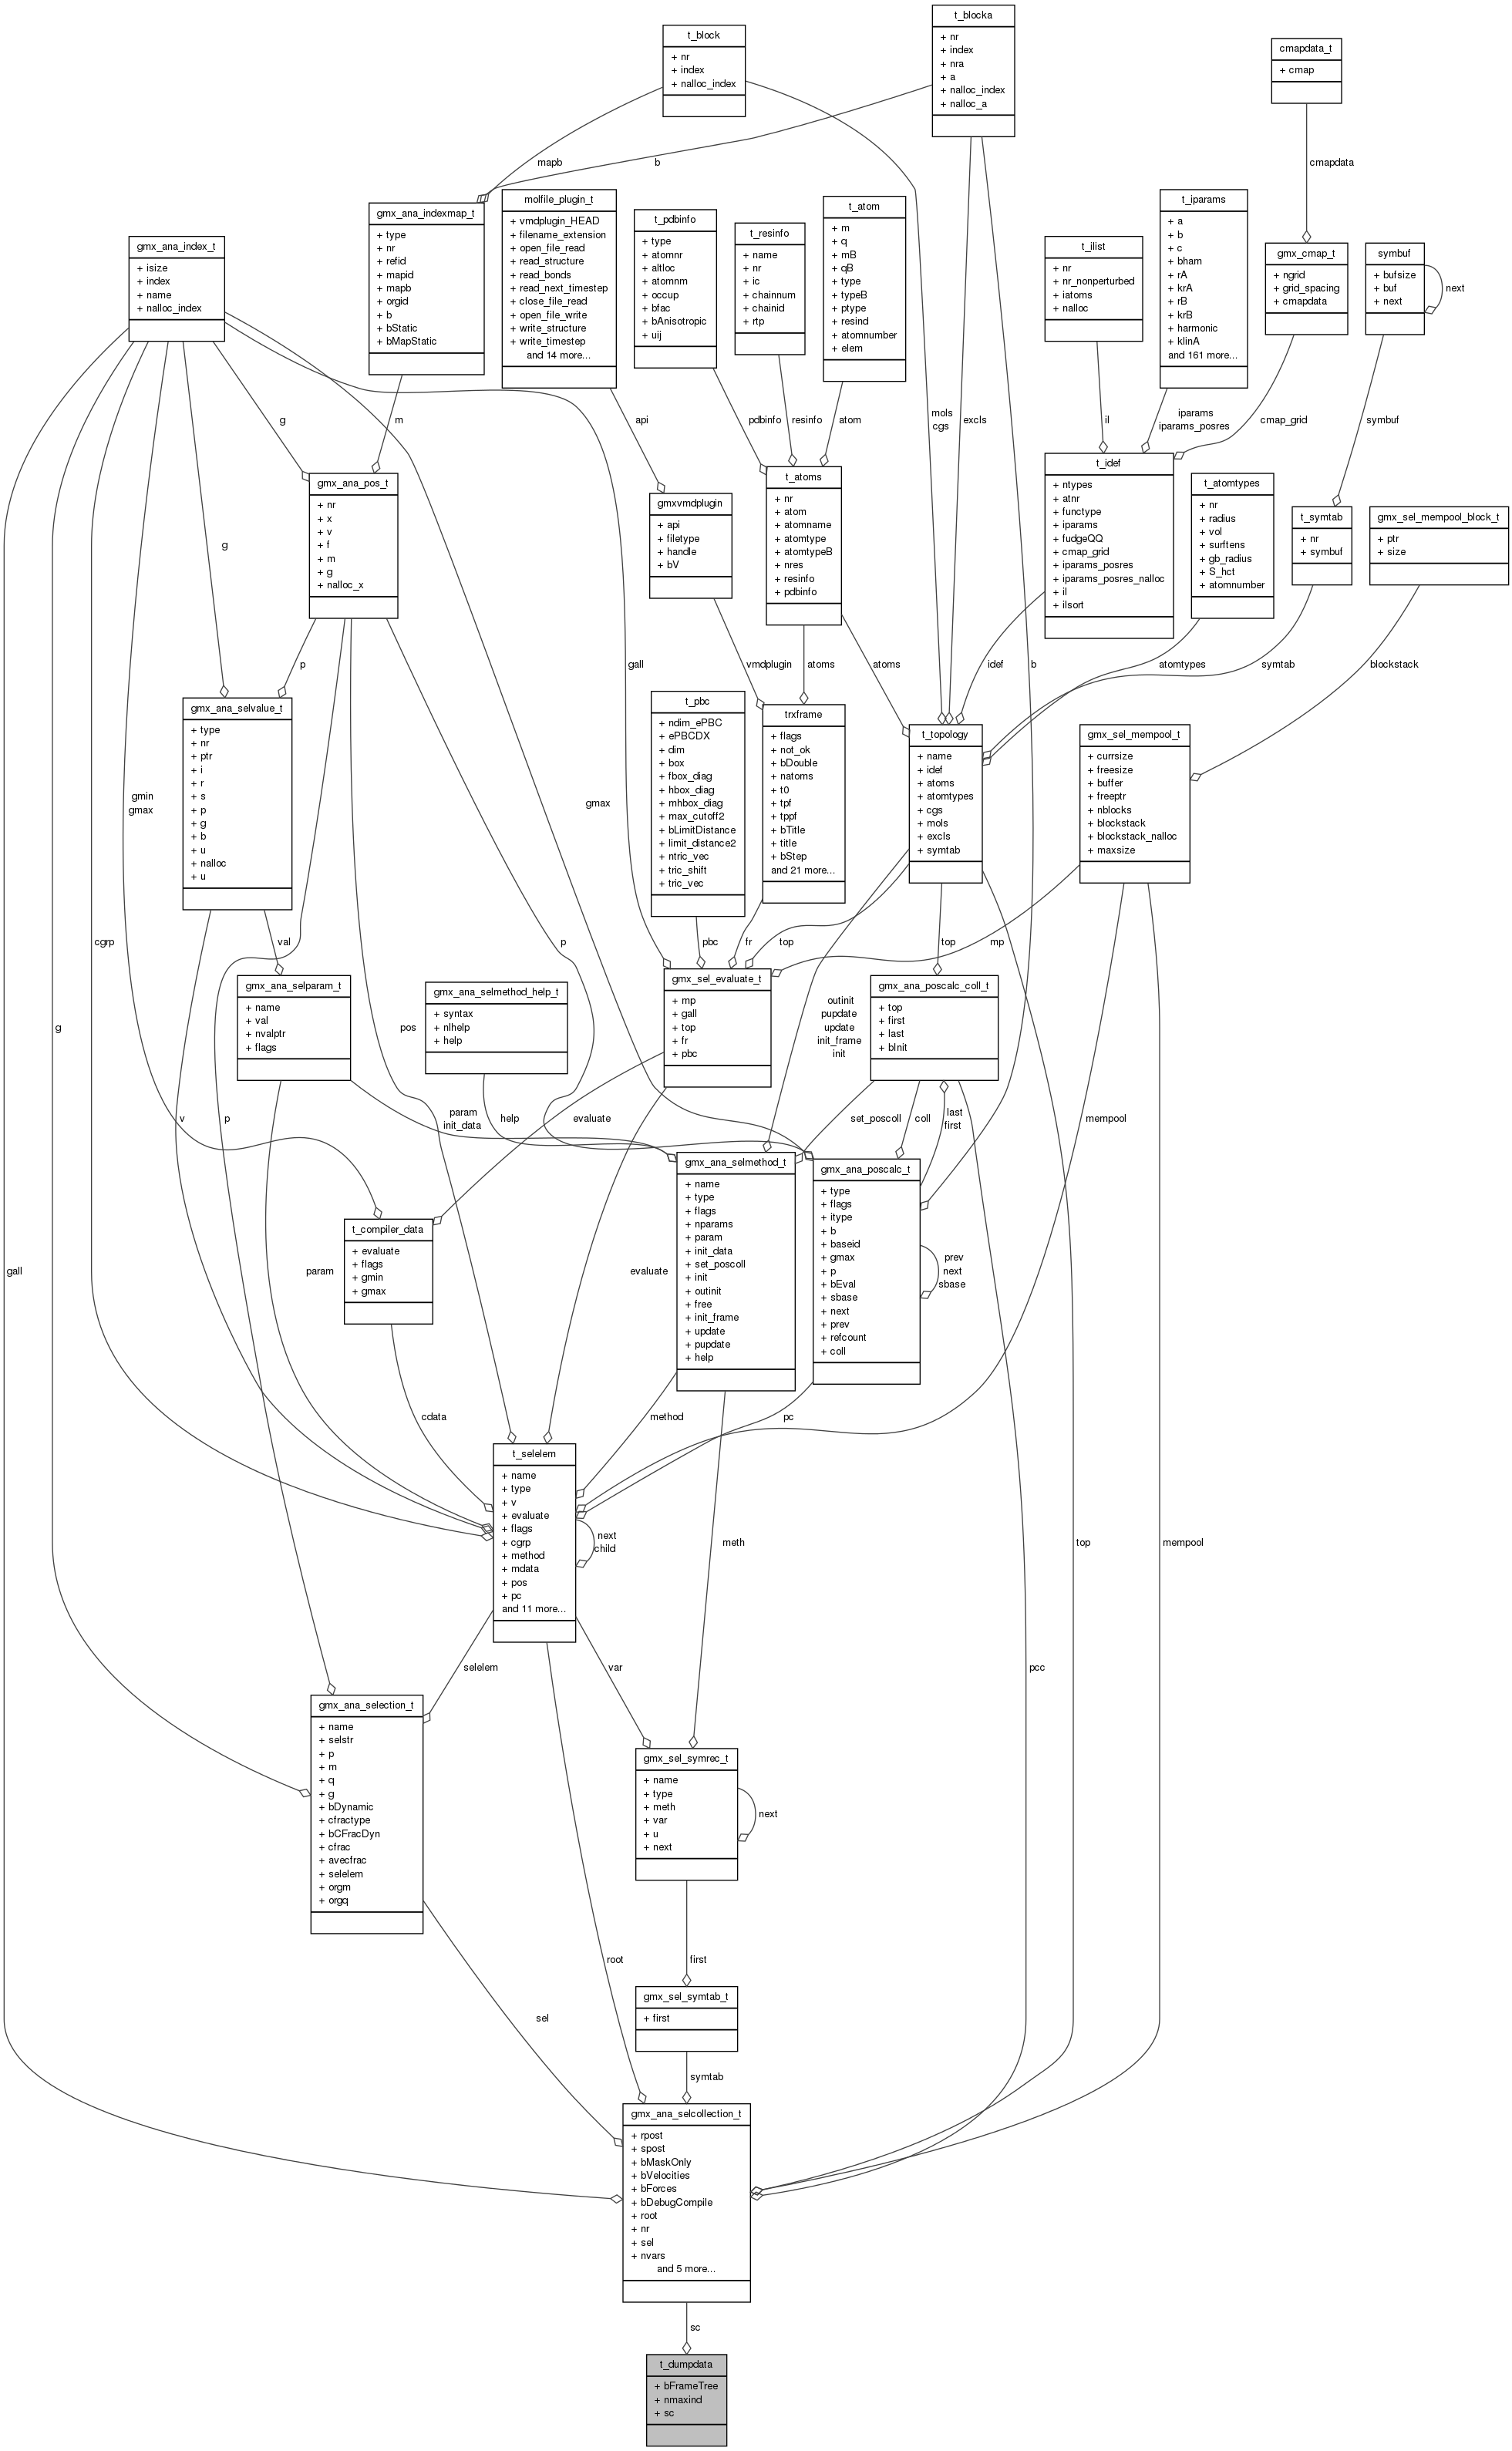 t_block
+ nr
+ index
+ nalloc_index
t_blocka
+ nr
+ index
+ nra
+ a
+ nalloc_index
+ nalloc_a
cmapdata_t
+ cmap
mapb
b
cmapdata
gmx_ana_index_t
+ isize
+ index
+ name
+ nalloc_index
gmx_ana_indexmap_t
+ type
+ nr
+ refid
+ mapid
+ mapb
+ orgid
+ b
+ bStatic
+ bMapStatic
molfile_plugin_t
+ vmdplugin_HEAD
+ filename_extension
+ open_file_read
+ read_structure
+ read_bonds
+ read_next_timestep
+ close_file_read
+ open_file_write
+ write_structure
+ write_timestep
and 14 more...
t_pdbinfo
+ type
+ atomnr
+ altloc
+ atomnm
+ occup
+ bfac
+ bAnisotropic
+ uij
t_resinfo
+ name
+ nr
+ ic
+ chainnum
+ chainid
+ rtp
t_atom
+ m
+ q
+ mB
+ qB
+ type
+ typeB
+ ptype
+ resind
+ atomnumber
+ elem
t_ilist
+ nr
+ nr_nonperturbed
+ iatoms
+ nalloc
t_iparams
+ a
+ b
+ c
+ bham
+ rA
+ krA
+ rB
+ krB
+ harmonic
+ klinA
and 161 more...
gmx_cmap_t
+ ngrid
+ grid_spacing
+ cmapdata
symbuf
+ bufsize
+ buf
+ next
next
g
m
api
pdbinfo
resinfo
atom
mols
cgs
excls
il
iparams
iparams_posres
cmap_grid
symbuf
gmx_ana_pos_t
+ nr
+ x
+ v
+ f
+ m
+ g
+ nalloc_x
gmxvmdplugin
+ api
+ filetype
+ handle
+ bV
t_atoms
+ nr
+ atom
+ atomname
+ atomtype
+ atomtypeB
+ nres
+ resinfo
+ pdbinfo
t_idef
+ ntypes
+ atnr
+ functype
+ iparams
+ fudgeQQ
+ cmap_grid
+ iparams_posres
+ iparams_posres_nalloc
+ il
+ ilsort
t_atomtypes
+ nr
+ radius
+ vol
+ surftens
+ gb_radius
+ S_hct
+ atomnumber
t_symtab
+ nr
+ symbuf
gmx_sel_mempool_block_t
+ ptr
+ size
g
p
gall
vmdplugin
atoms
atoms
idef
b
atomtypes
symtab
blockstack
gmx_ana_selvalue_t
+ type
+ nr
+ ptr
+ i
+ r
+ s
+ p
+ g
+ b
+ u
+ nalloc
+ u
t_pbc
+ ndim_ePBC
+ ePBCDX
+ dim
+ box
+ fbox_diag
+ hbox_diag
+ mhbox_diag
+ max_cutoff2
+ bLimitDistance
+ limit_distance2
+ ntric_vec
+ tric_shift
+ tric_vec
trxframe
+ flags
+ not_ok
+ bDouble
+ natoms
+ t0
+ tpf
+ tppf
+ bTitle
+ title
+ bStep
and 21 more...
t_topology
+ name
+ idef
+ atoms
+ atomtypes
+ cgs
+ mols
+ excls
+ symtab
gmx_sel_mempool_t
+ currsize
+ freesize
+ buffer
+ freeptr
+ nblocks
+ blockstack
+ blockstack_nalloc
+ maxsize
gmin
gmax
gmax
cgrp
val
p
pbc
fr
top
top
mp
gmx_ana_selparam_t
+ name
+ val
+ nvalptr
+ flags
gmx_ana_selmethod_help_t
+ syntax
+ nlhelp
+ help
gmx_sel_evaluate_t
+ mp
+ gall
+ top
+ fr
+ pbc
gmx_ana_poscalc_coll_t
+ top
+ first
+ last
+ bInit
g
pos
outinit
pupdate
update
init_frame
init
v
p
param
init_data
help
evaluate
set_poscoll
coll
last
first
mempool
t_compiler_data
+ evaluate
+ flags
+ gmin
+ gmax
gmx_ana_selmethod_t
+ name
+ type
+ flags
+ nparams
+ param
+ init_data
+ set_poscoll
+ init
+ outinit
+ free
+ init_frame
+ update
+ pupdate
+ help
gmx_ana_poscalc_t
+ type
+ flags
+ itype
+ b
+ baseid
+ gmax
+ p
+ bEval
+ sbase
+ next
+ prev
+ refcount
+ coll
prev
next
sbase
gall
param
evaluate
cdata
method
pc
t_selelem
+ name
+ type
+ v
+ evaluate
+ flags
+ cgrp
+ method
+ mdata
+ pos
+ pc
and 11 more...
next
child
meth
top
mempool
selelem
var
pcc
gmx_ana_selection_t
+ name
+ selstr
+ p
+ m
+ q
+ g
+ bDynamic
+ cfractype
+ bCFracDyn
+ cfrac
+ avecfrac
+ selelem
+ orgm
+ orgq
gmx_sel_symrec_t
+ name
+ type
+ meth
+ var
+ u
+ next
next
root
first
gmx_sel_symtab_t
+ first
sel
symtab
gmx_ana_selcollection_t
+ rpost
+ spost
+ bMaskOnly
+ bVelocities
+ bForces
+ bDebugCompile
+ root
+ nr
+ sel
+ nvars
and 5 more...
sc
t_dumpdata
+ bFrameTree
+ nmaxind
+ sc